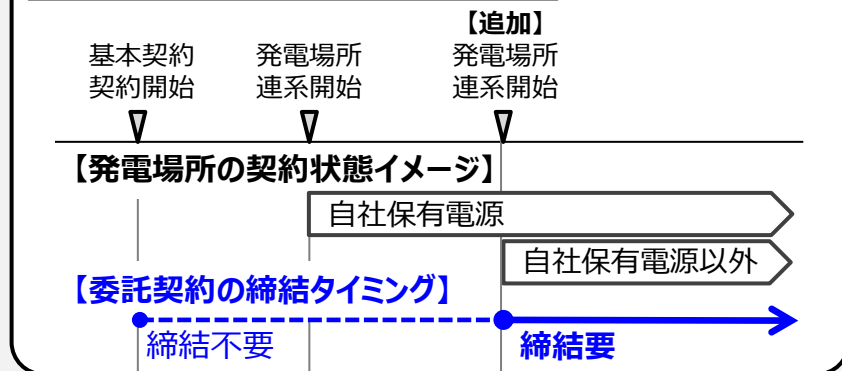 【追加】
基本契約
契約開始
発電場所
連系開始
発電場所
連系開始
【発電場所の契約状態イメージ】
自社保有電源
自社保有電源以外
【委託契約の締結タイミング】
締結不要
締結要